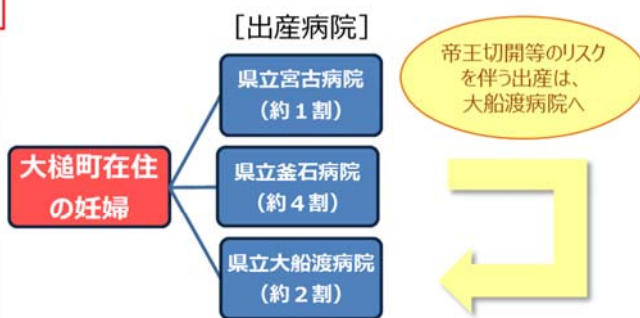 [出産病院]
帝王切開等のリスク
を伴う出産は、
大船渡病院へ
県立宮古病院
(約1割)
大槌町在住
の妊婦
県立釜石病院
(約4割)
県立大船渡病院
(約2割)